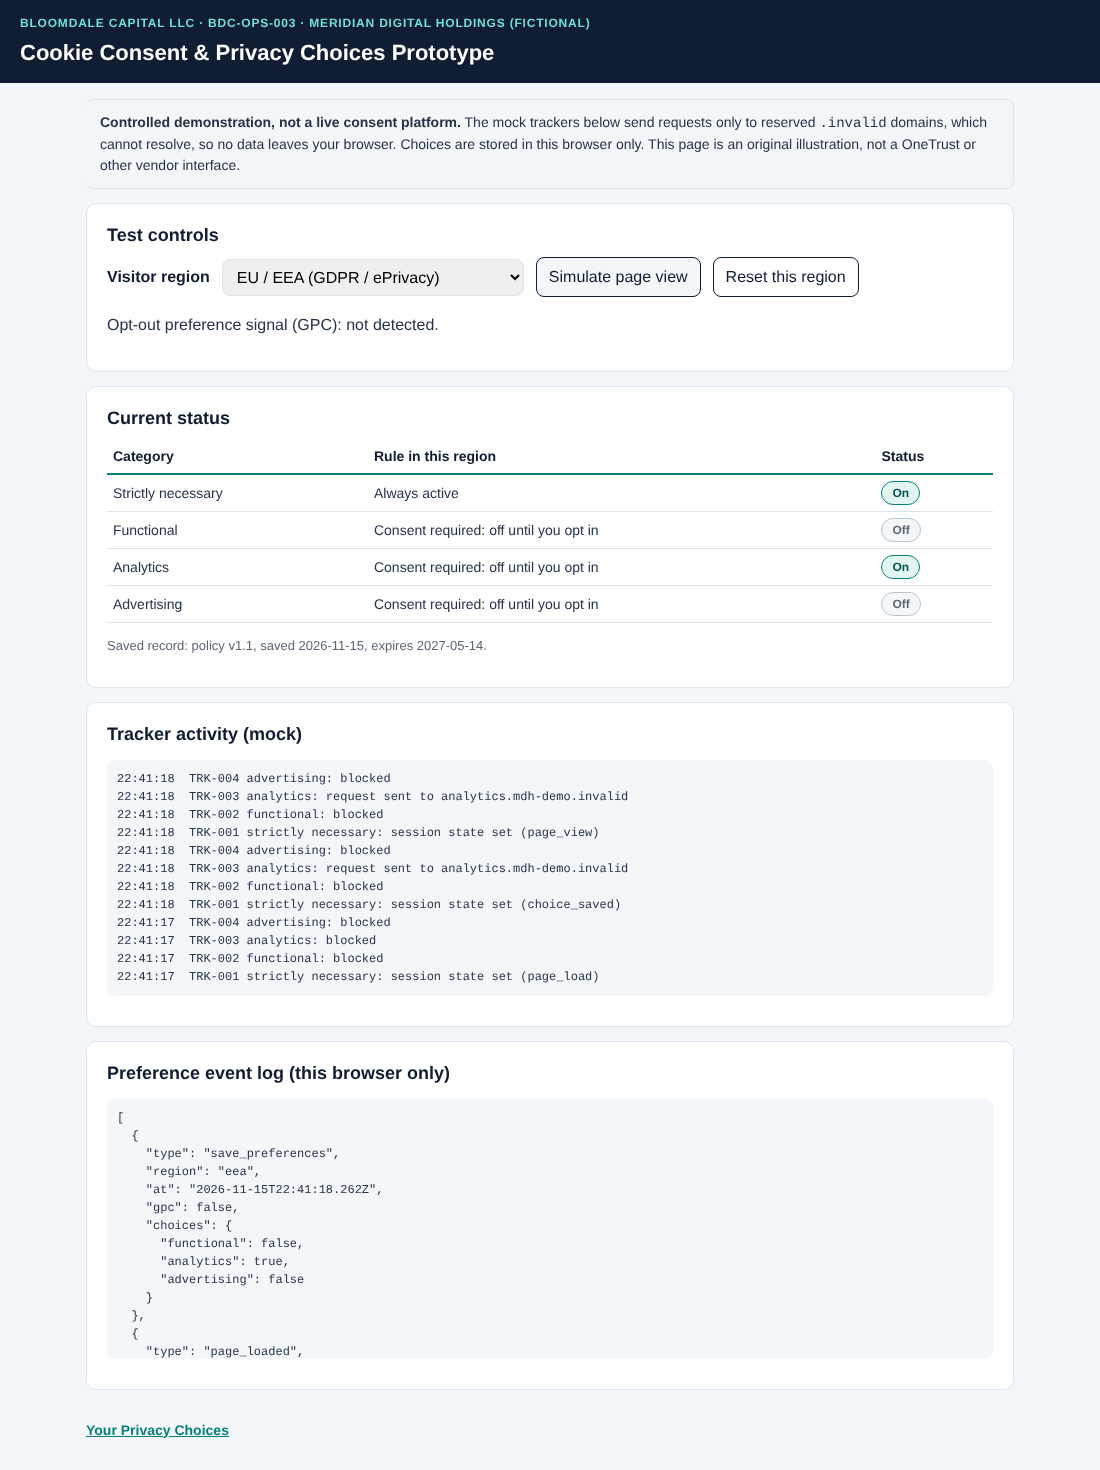 BLOOMDALE CAPITAL LLC · BDC-OPS-003 · MERIDIAN DIGITAL HOLDINGS (FICTIONAL)
Cookie Consent & Privacy Choices Prototype
Controlled demonstration, not a live consent platform. The mock trackers below send requests only to reserved .invalid domains, which
cannot resolve, so no data leaves your browser. Choices are stored in this browser only. This page is an original illustration, not a OneTrust or
other vendor interface.
Test controls
Visitor region EU / EEA (GDPR / ePrivacy) Simulate page view Reset this region
Opt-out preference signal (GPC): not detected.
Current status
Category Rule in this region Status
Strictly necessary Always active On
Functional Consent required: off until you opt in Off
Analytics Consent required: off until you opt in On
Advertising Consent required: off until you opt in Off
Saved record: policy v1.1, saved 2026-11-15, expires 2027-05-14.
Tracker activity (mock)
22:41:18  TRK-004 advertising: blocked
22:41:18  TRK-003 analytics: request sent to analytics.mdh-demo.invalid
22:41:18  TRK-002 functional: blocked
22:41:18  TRK-001 strictly necessary: session state set (page_view)
22:41:18  TRK-004 advertising: blocked
22:41:18  TRK-003 analytics: request sent to analytics.mdh-demo.invalid
22:41:18  TRK-002 functional: blocked
22:41:18  TRK-001 strictly necessary: session state set (choice_saved)
22:41:17  TRK-004 advertising: blocked
22:41:17  TRK-003 analytics: blocked
22:41:17  TRK-002 functional: blocked
22:41:17  TRK-001 strictly necessary: session state set (page_load)
Preference event log (this browser only)
[
  {
    "type": "save_preferences",
    "region": "eea",
    "at": "2026-11-15T22:41:18.262Z",
    "gpc": false,
    "choices": {
      "functional": false,
      "analytics": true,
      "advertising": false
    }
  },
  {
    "type": "page_loaded",
Your Privacy Choices